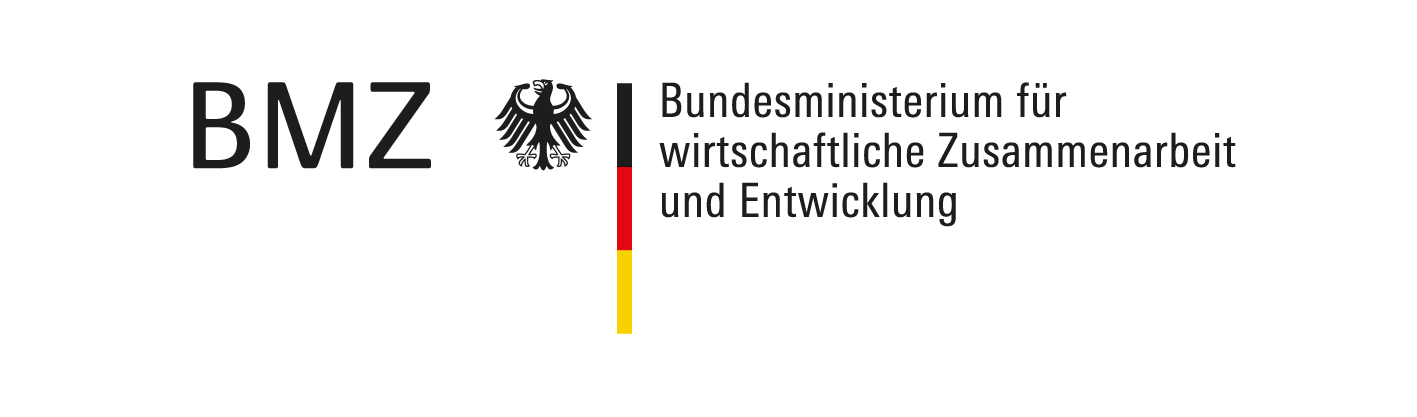 BMZ
Bundesministerium für
wirtschaftliche Zusammenarbeit
und Entwicklung